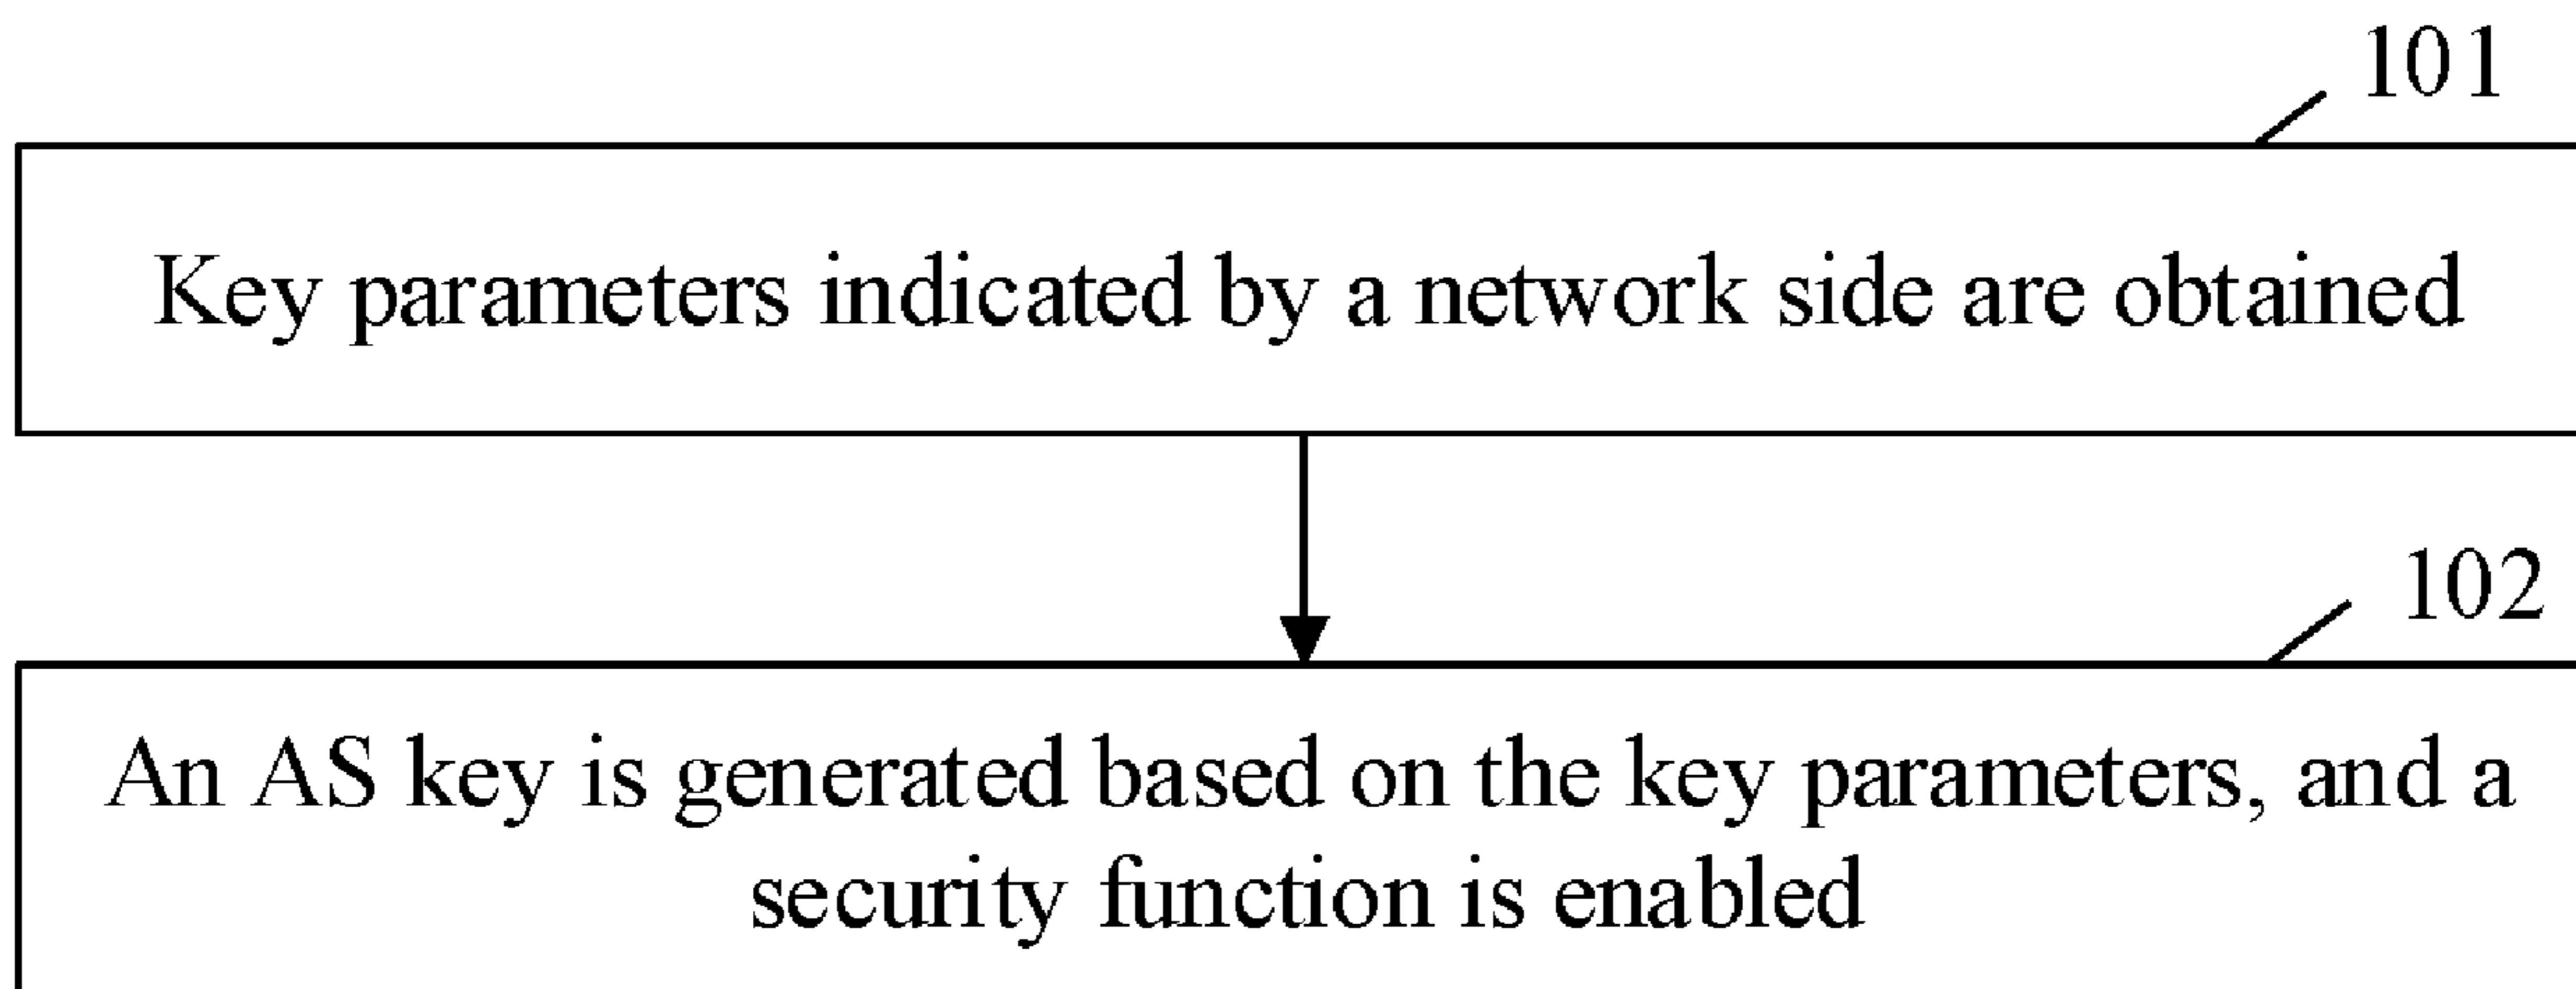 101
Key parameters indicated by a network side are obtained
102
An AS key is generated based on the key parameters, and a
security function is enabled